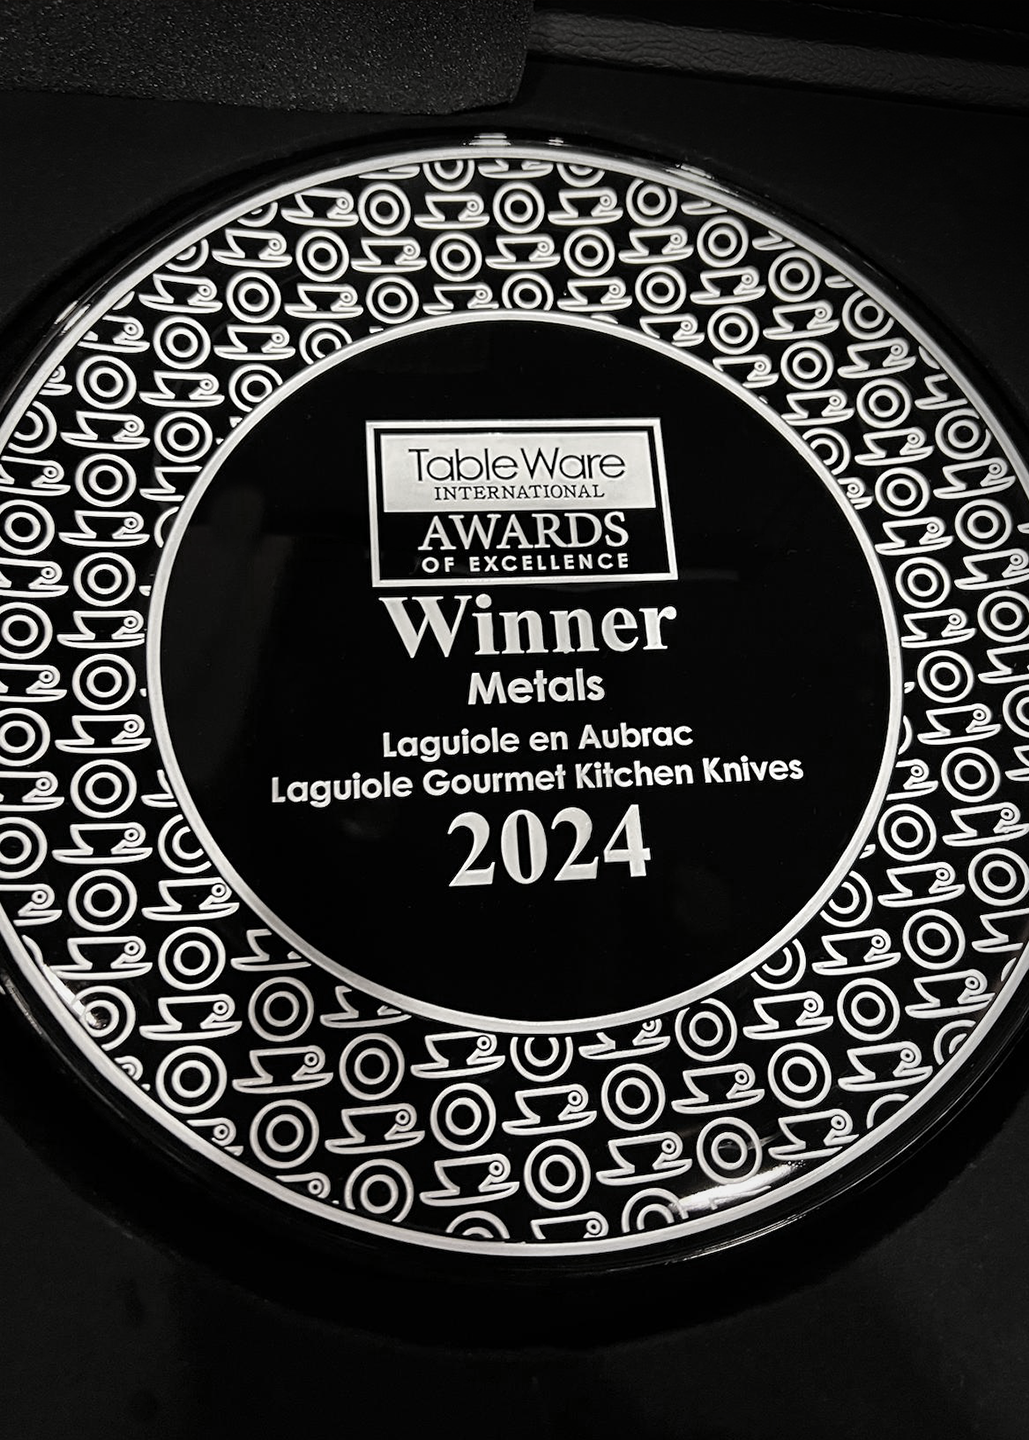 TableWare
INTERNATIONAL
AWARDS
OF EXCELLENCE
Winner
Metals
Laguiole en Aubrac
Laguiole Gourmet Kitchen Knives
2024